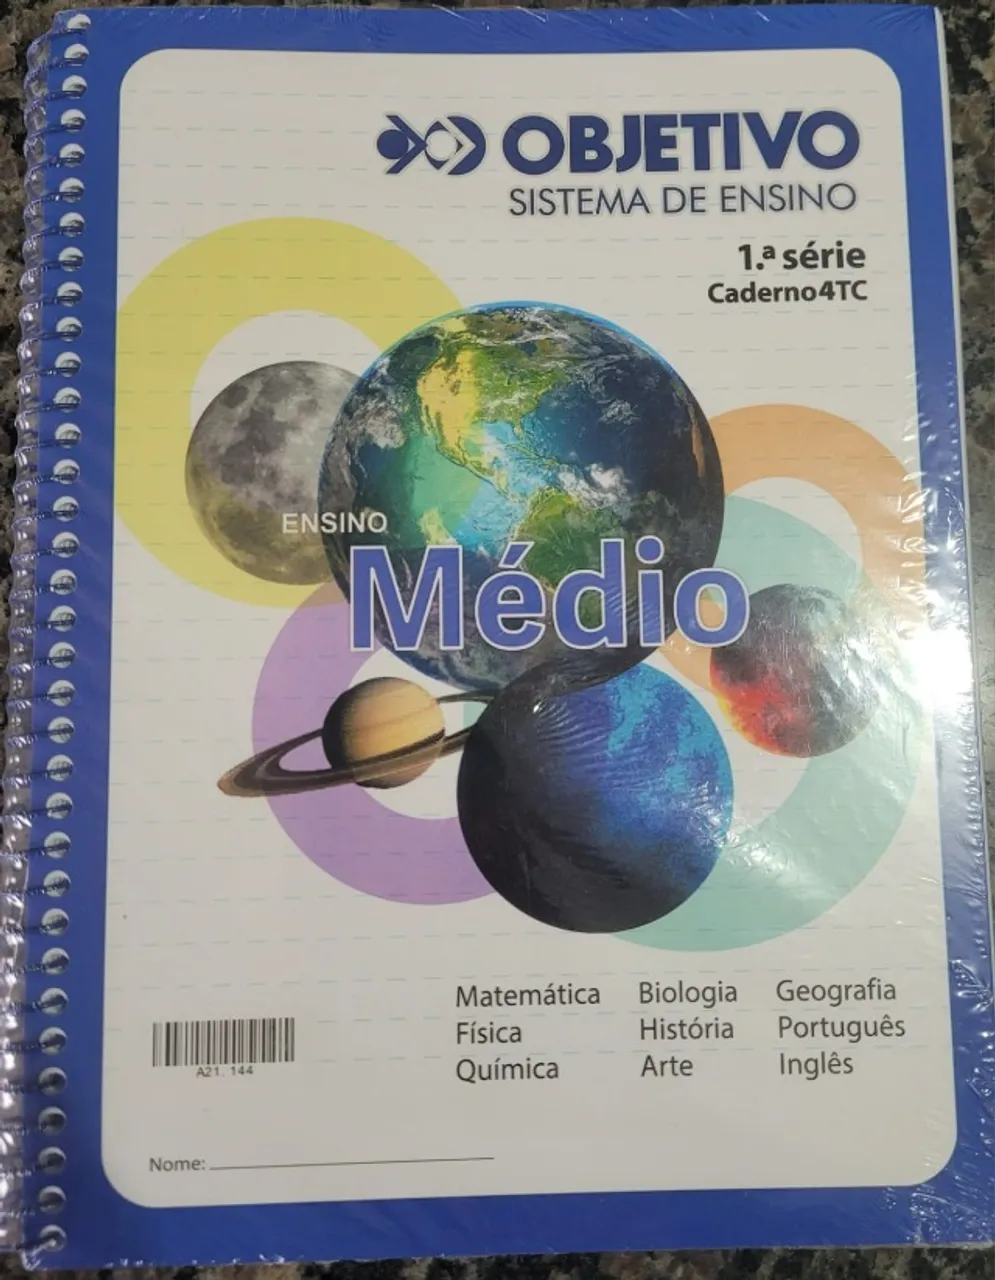 OBJETIVO
SISTEMA DE ENSINO
1.ª série
Caderno4TC
ENSINO
Médio
Matemática Biologia Geografia
Física História Português
Química Arte Inglês
A21. 144
Nome: